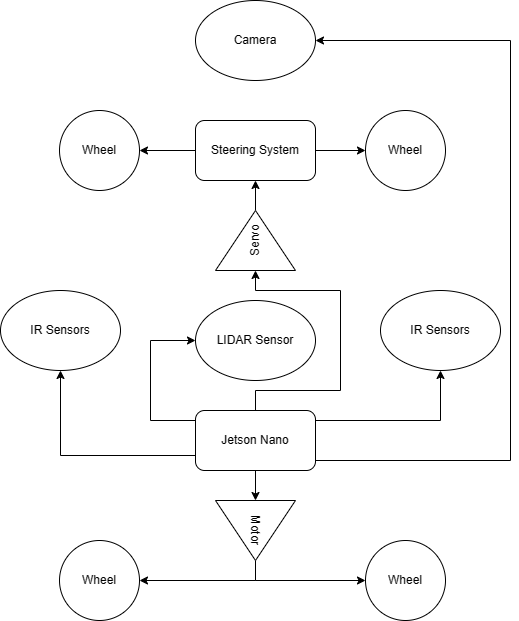 Camera
Wheel
Steering System
Wheel
Servo
IR Sensors
LIDAR Sensor
IR Sensors
Jetson Nano
Motor
Wheel
Wheel